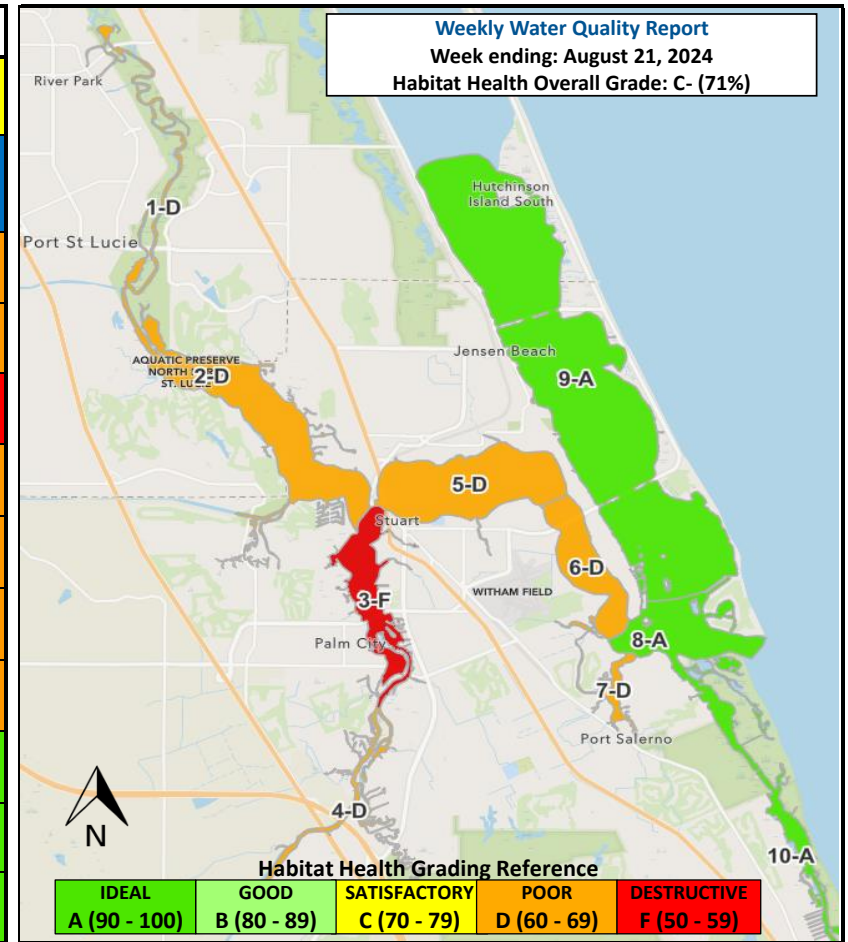 Weekly Water Quality Report
Week ending: August 21, 2024
Habitat Health Overall Grade: C- (71%)
River Park
Hutchinson
Island South
1-D
Port St Lucie
Jensen Beach
AQUATIC PRESERVE
NORTH
ST. LUCIE
2-D
9-A
5-D
Stuart
6-D
WITHAM FIELD
3-F
Palm City
8-A
7-D
Port Salerno
4-D
N
10-A
Habitat Health Grading Reference
IDEAL
A (90 - 100)
GOOD
B (80 - 89)
SATISFACTORY
C (70 - 79)
POOR
D (60 - 69)
DESTRUCTIVE
F (50 - 59)